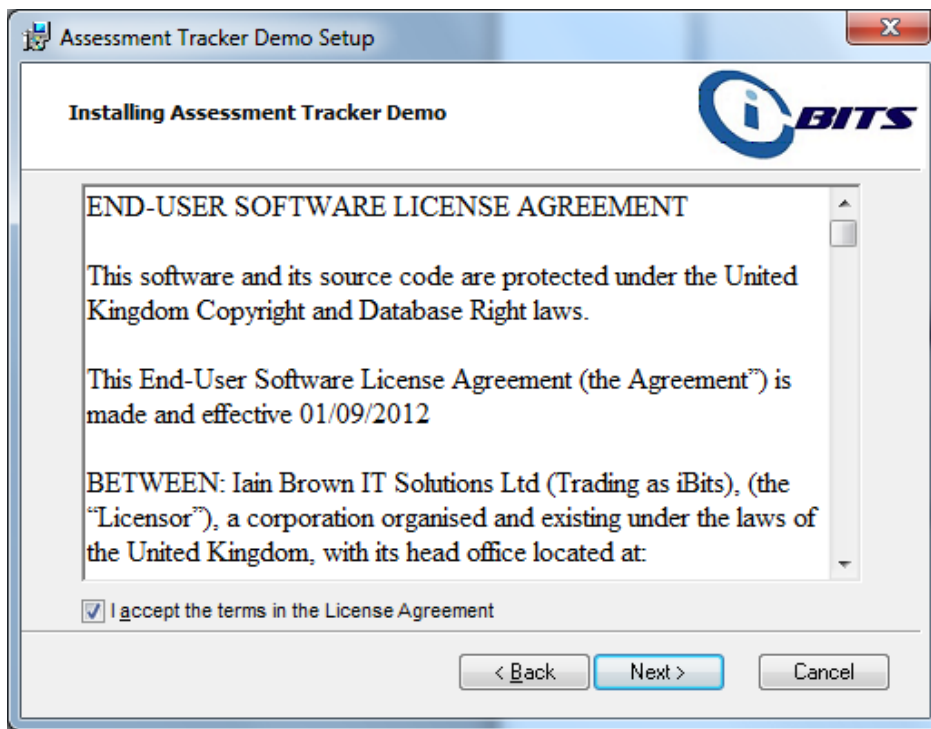 Assessment Tracker Demo Setup
Installing Assessment Tracker Demo
i BITS
END-USER SOFTWARE LICENSE AGREEMENT
This software and its source code are protected under the United
Kingdom Copyright and Database Right laws.
This End-User Software License Agreement (the Agreement”) is
made and effective 01/09/2012
BETWEEN: Iain Brown IT Solutions Ltd (Trading as iBits), (the
“Licensor”), a corporation organised and existing under the laws of
the United Kingdom, with its head office located at:
I accept the terms in the License Agreement
< Back Next > Cancel